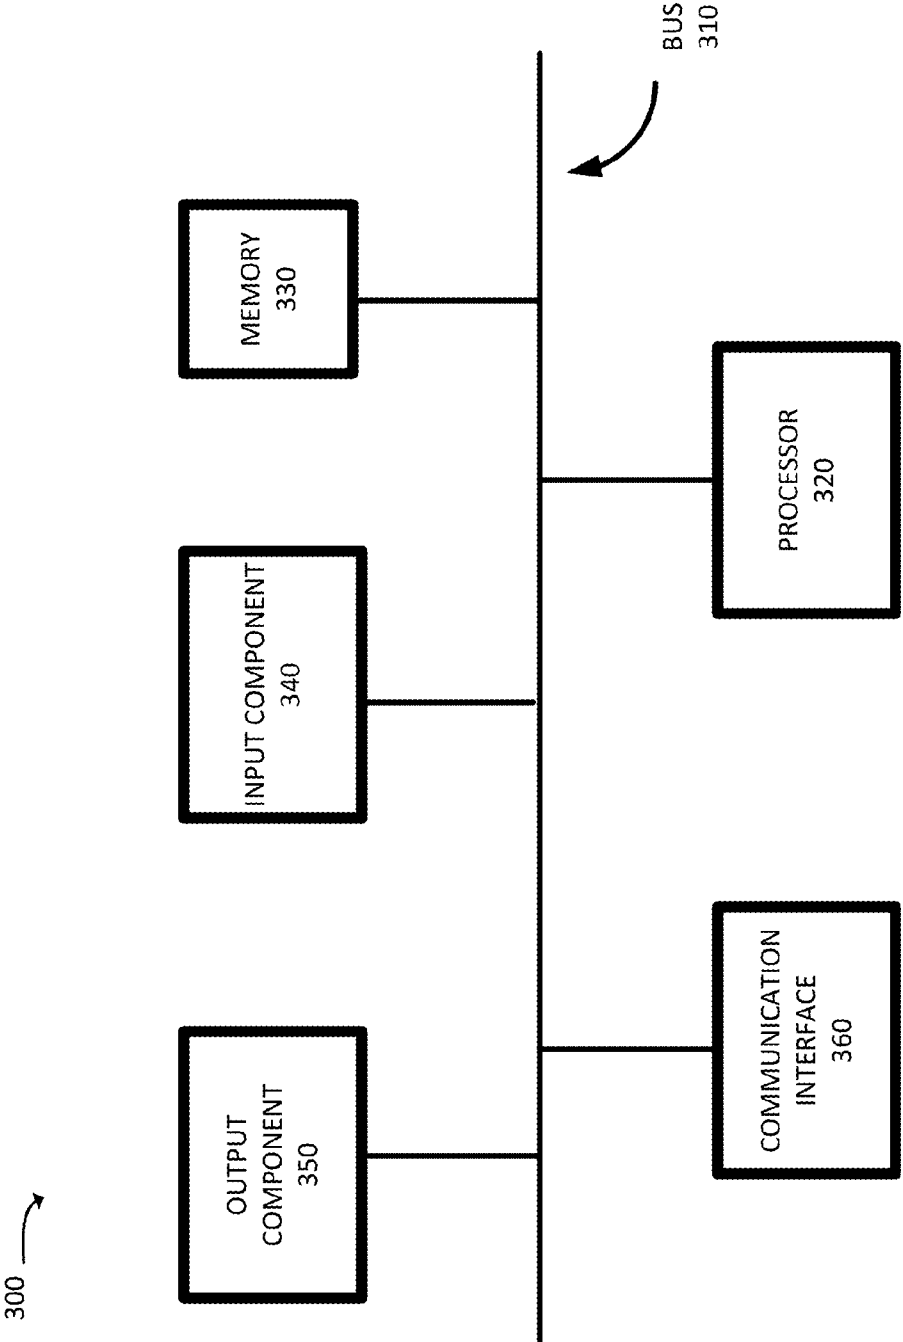 300
OUTPUT
COMPONENT
350
INPUT COMPONENT
340
MEMORY
330
BUS
310
COMMUNICATION
INTERFACE
360
PROCESSOR
320